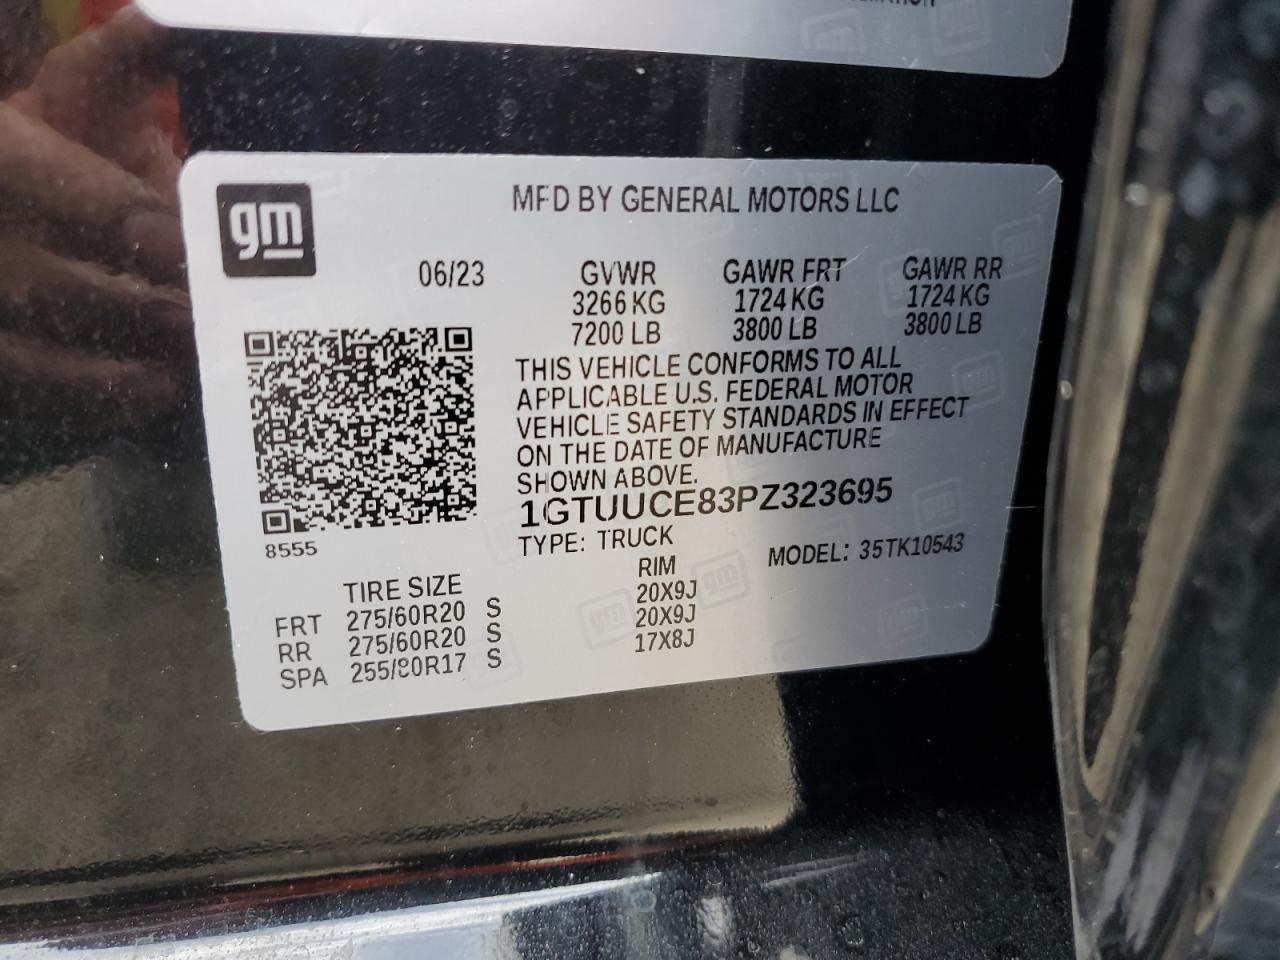 gm
MFD BY GENERAL MOTORS LLC
06/23 GVWR GAWR FRT GAWR RR
3266 KG 1724 KG 1724 KG
7200 LB 3800 LB 3800 LB
THIS VEHICLE CONFORMS TO ALL
APPLICABLE U.S. FEDERAL MOTOR
VEHICLE SAFETY STANDARDS IN EFFECT
ON THE DATE OF MANUFACTURE
SHOWN ABOVE.
1GTUUCE83PZ323695
8555
TYPE: TRUCK MODEL: 35TK10543
TIRE SIZE RIM
FRT 275/60R20 S 20X9J
RR 275/60R20 S 20X9J
SPA 255/80R17 S 17X8J